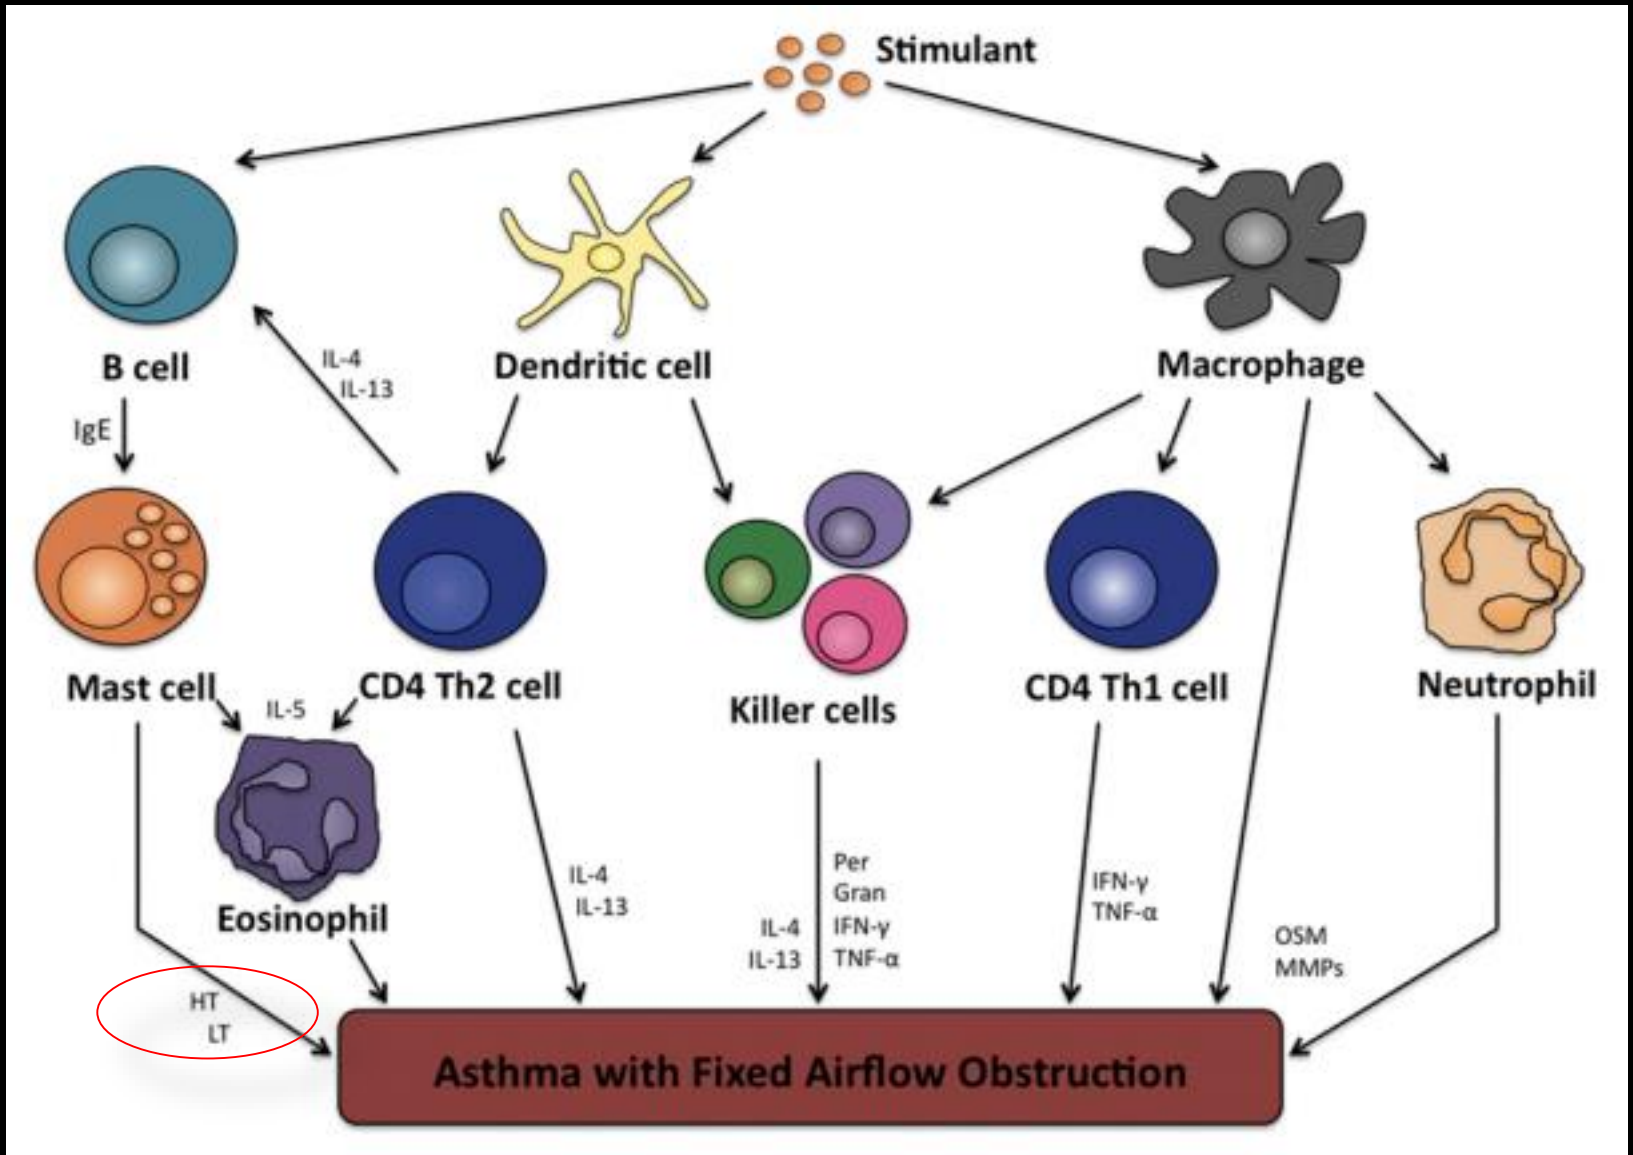 Stimulant
B cell
Dendritic cell
Macrophage
IL-4
IL-13
IgE
Mast cell
CD4 Th2 cell
Killer cells
CD4 Th1 cell
Neutrophil
IL-5
Eosinophil
IL-4
IL-13
IL-4
IL-13
Per
Gran
IFN-γ
TNF-α
IFN-γ
TNF-α
OSM
MMPs
HT
LT
Asthma with Fixed Airflow Obstruction